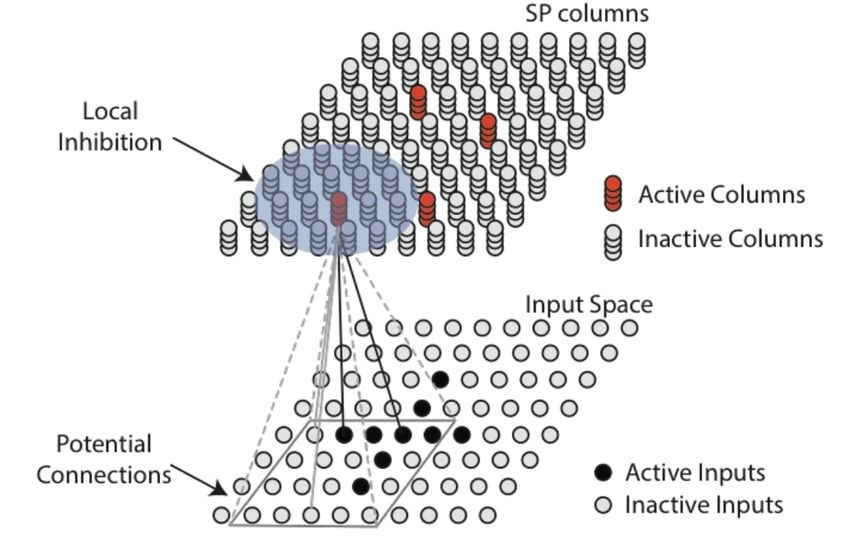 SP columns
Local
Inhibition
Active Columns
Inactive Columns
Input Space
Potential
Connections
Active Inputs
Inactive Inputs